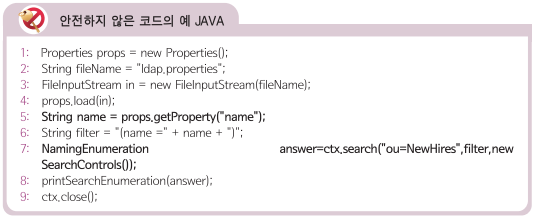 안전하지 않은 코드의 예 JAVA
1: Properties props = new Properties();
2: String fileName = "ldap.properties";
3: FileInputStream in = new FileInputStream(fileName);
4: props.load(in);
5: String name = props.getProperty("name");
6: String filter = "(name =" + name + ")";
7: NamingEnumeration answer=ctx.search("ou=NewHires",filter,new
SearchControls());
8: printSearchEnumeration(answer);
9: ctx.close();